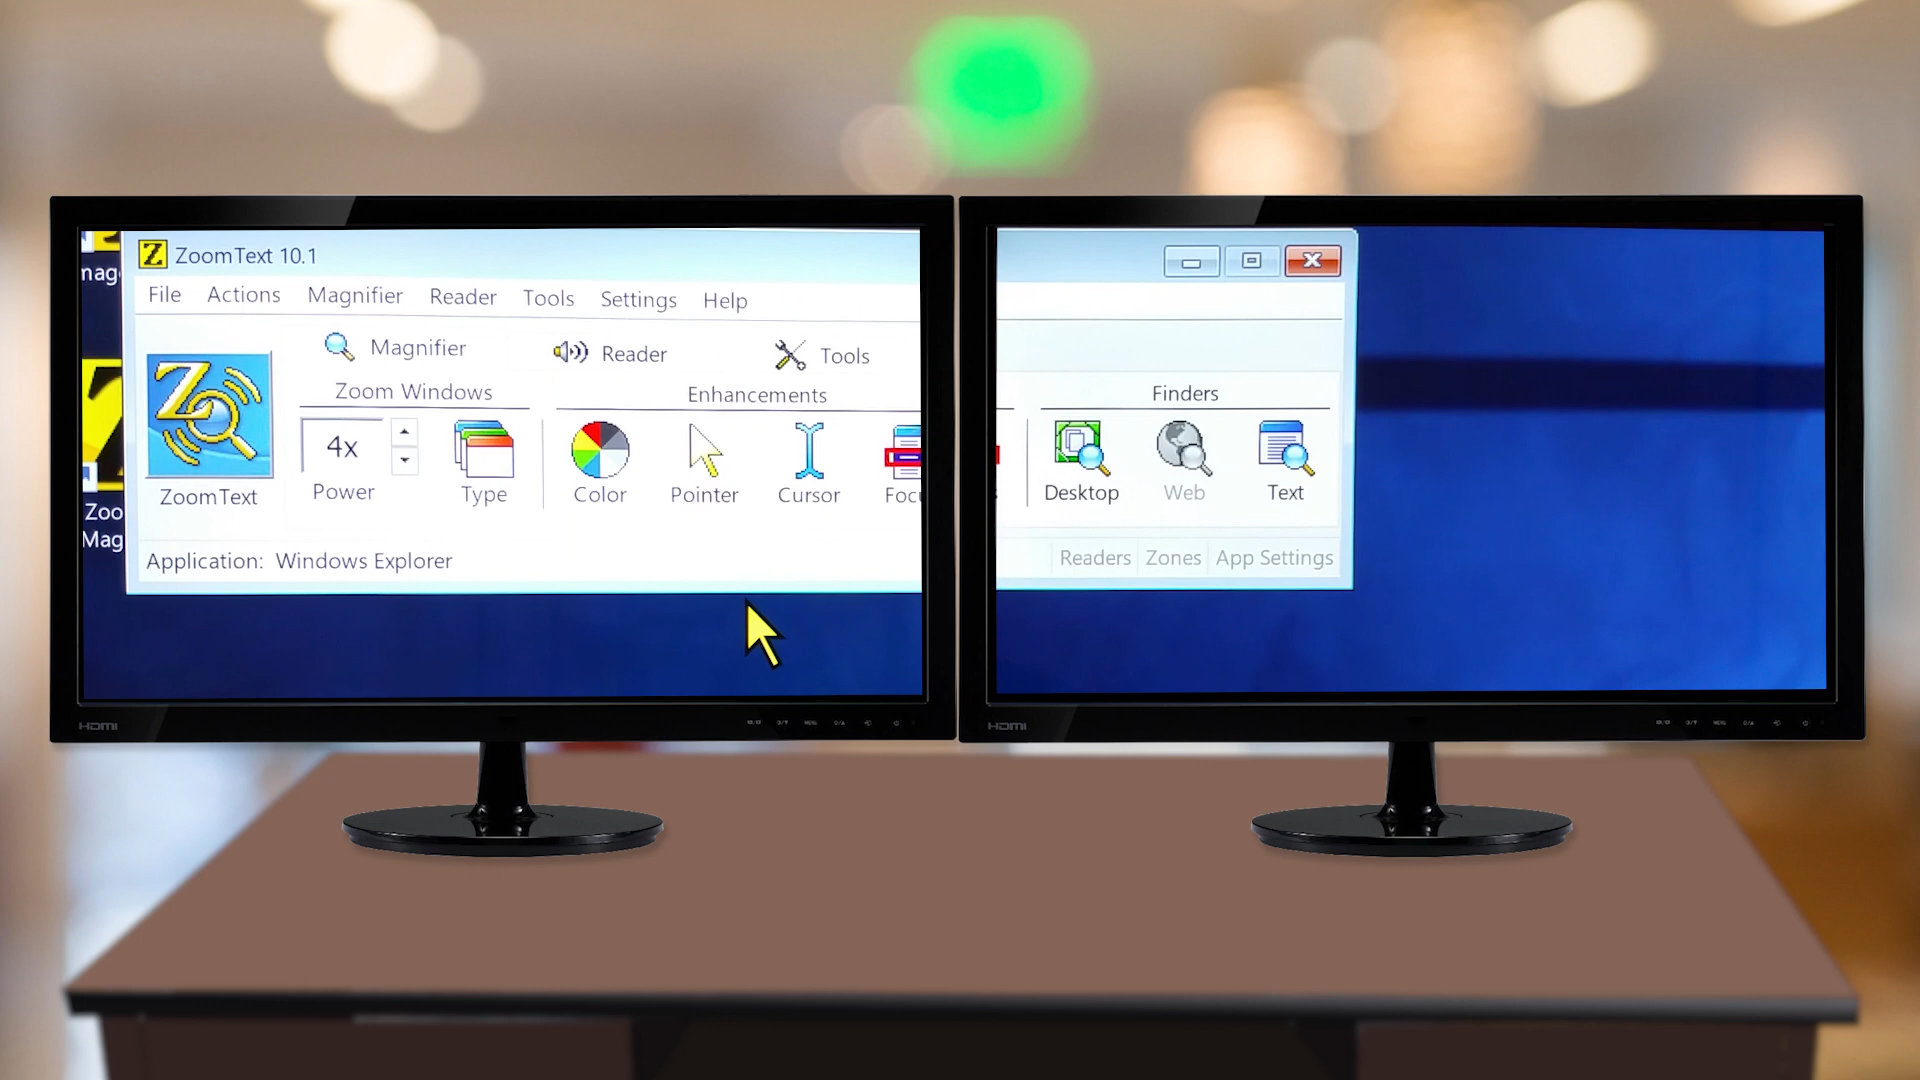 mag
ZoomText 10.1
File Actions Magnifier Reader Tools Settings Help
Magnifier Reader Tools
Zoom Windows Enhancements Finders
4x
Power Type Color Pointer Cursor Focu s Desktop Web Text
ZoomText
Zoo
Mag
Application: Windows Explorer
Readers Zones App Settings
HDMI HDMI